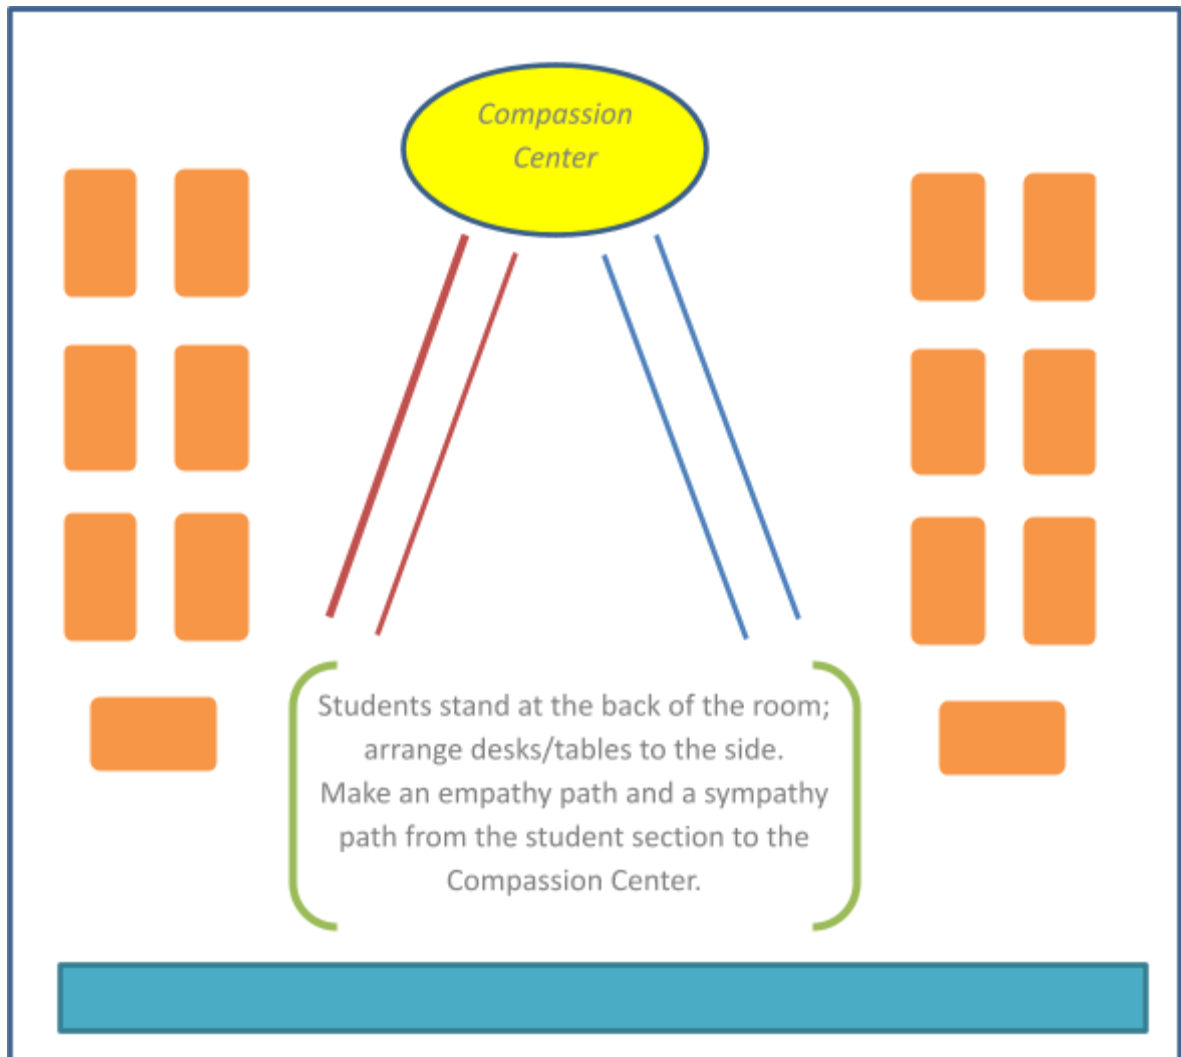 Compassion
Center
Students stand at the back of the room;
arrange desks/tables to the side.
Make an empathy path and a sympathy
path from the student section to the
Compassion Center.